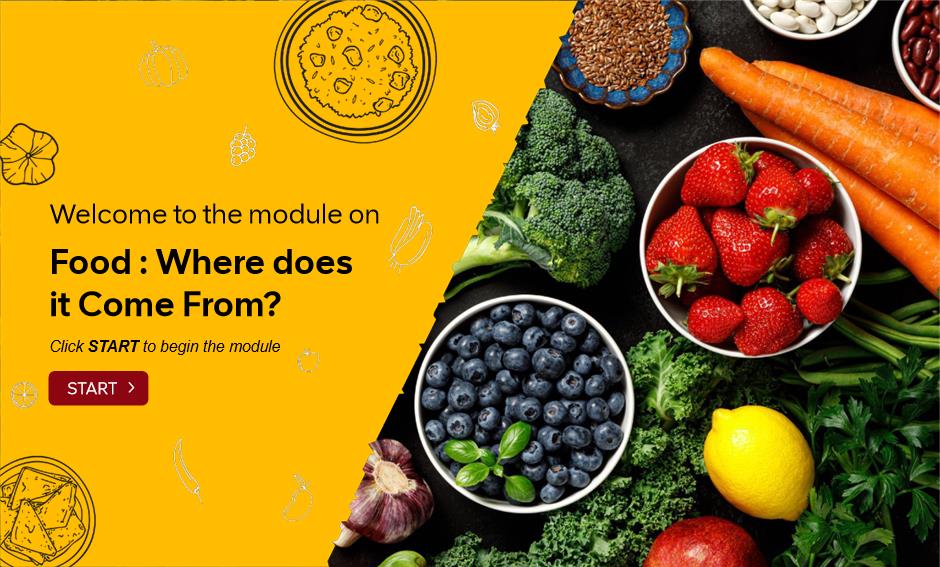 Welcome to the module on
Food : Where does
it Come From?
Click START to begin the module
START >